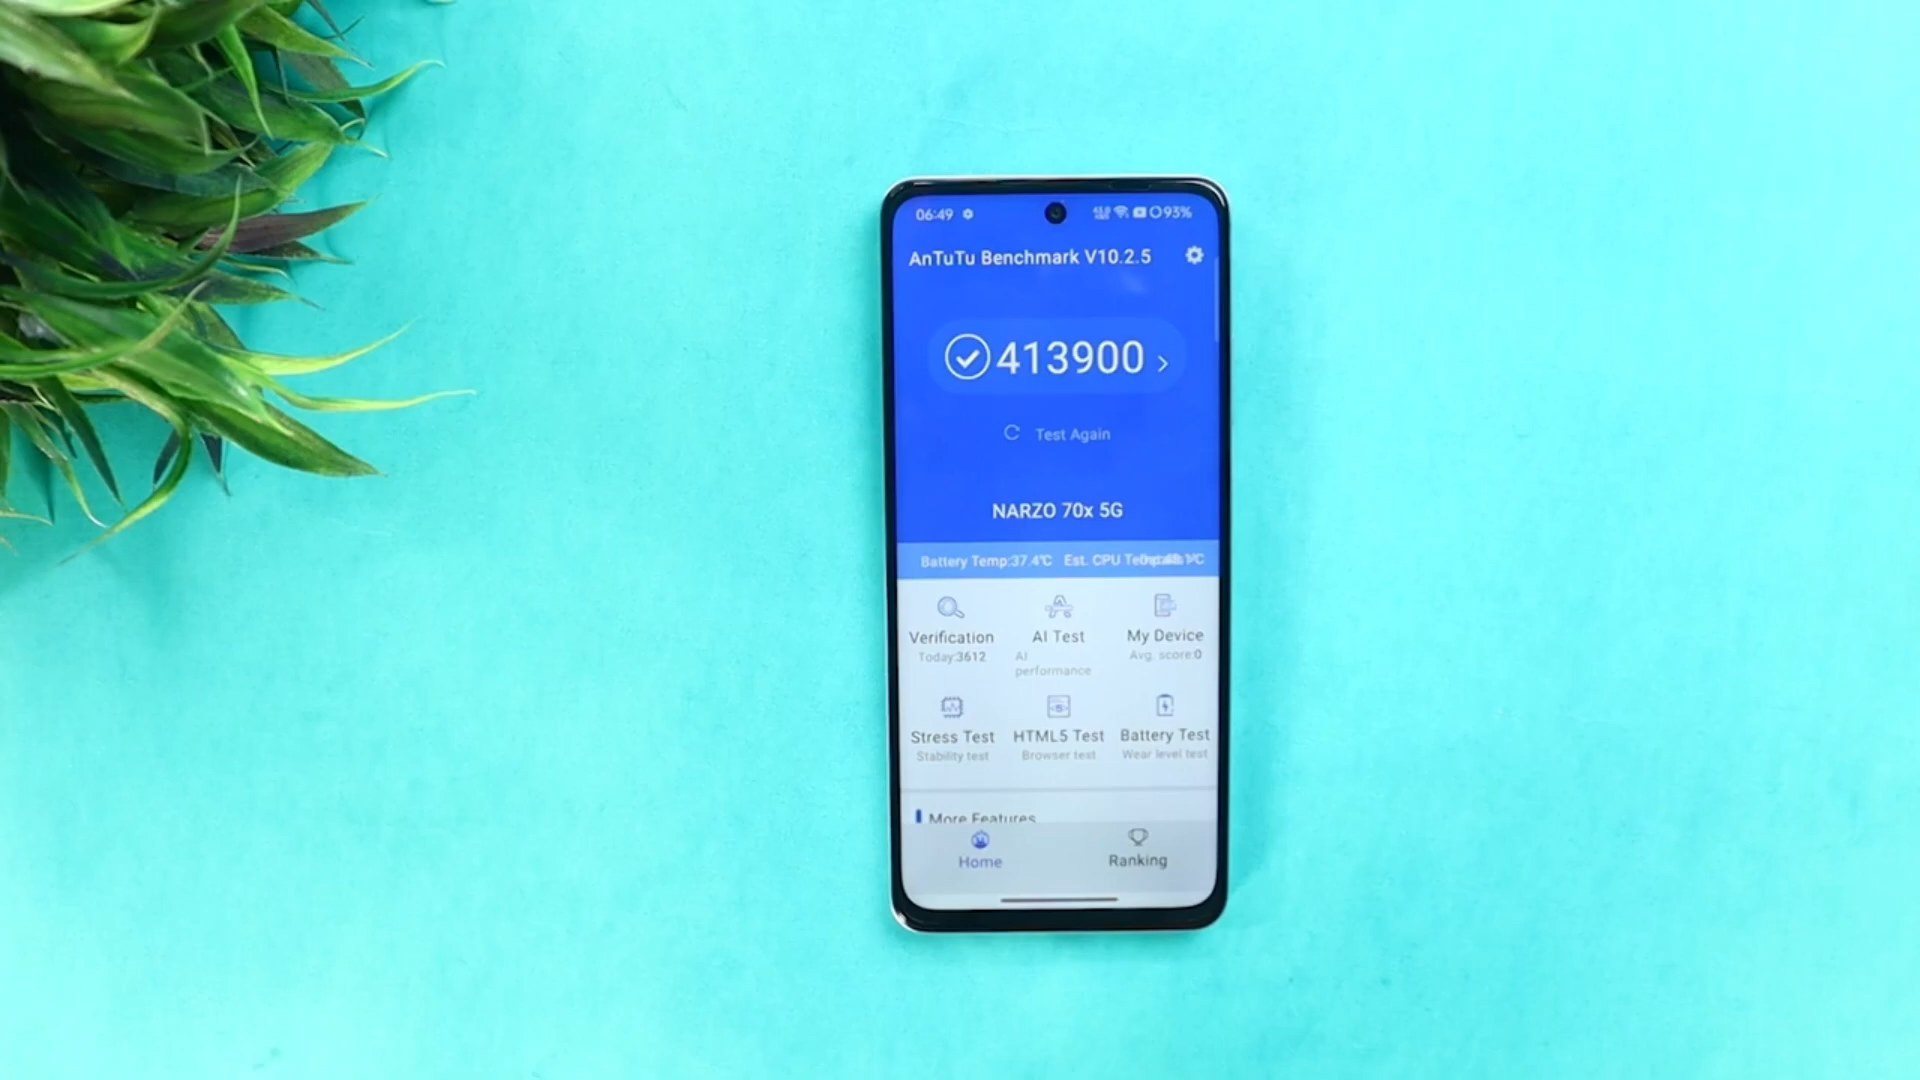 06:49 93%
AnTuTu Benchmark V10.2.5
413900
Test Again
NARZO 70x 5G
Battery Temp:37.4℃ Est. CPU
Verification AI Test My Device
Today:3612 AI performance Avg. score:0
Stress Test HTML5 Test Battery Test
Stability test Browser test Wear level test
More Features
Home Ranking